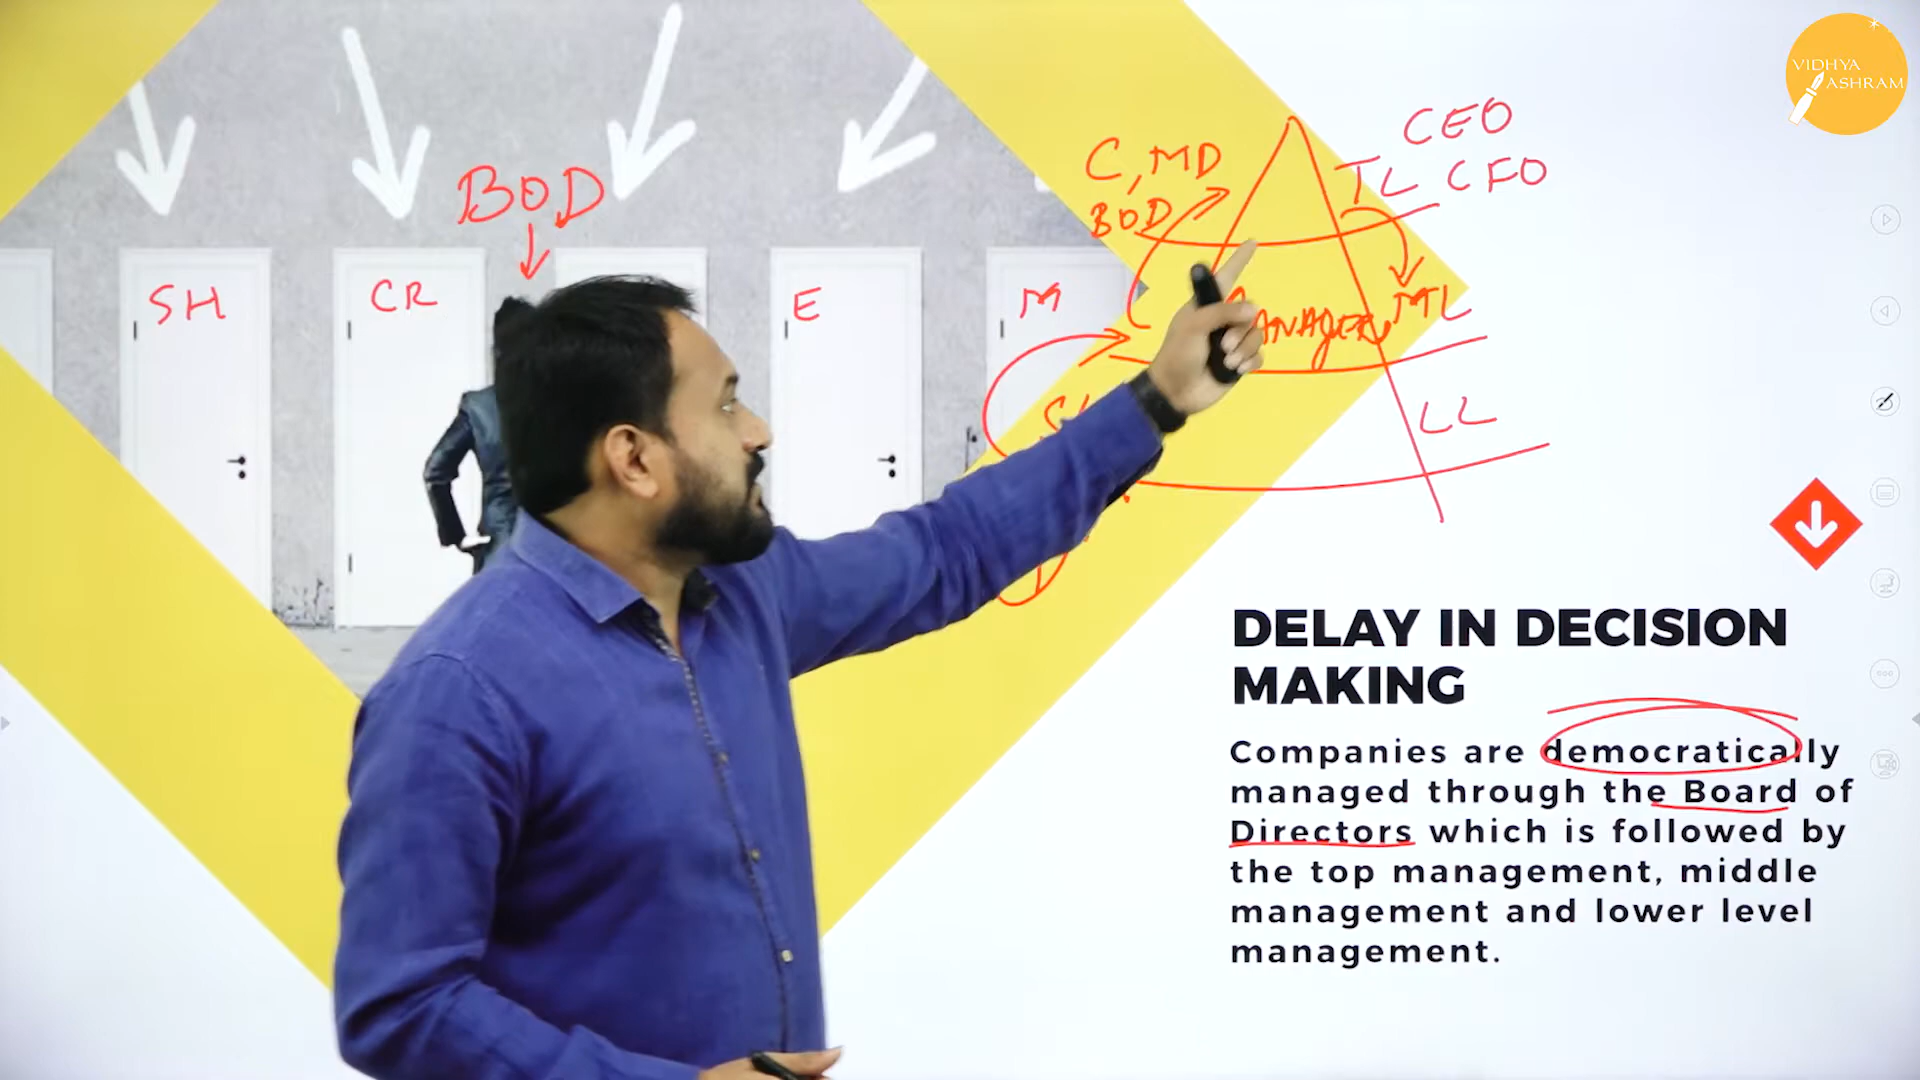 VIDHYA
ASHRAM
BOD
SH
CR
E
M
C, MD
BOD
CEO
TL CFO
ML
LL
DELAY IN DECISION
MAKING
Companies are democratically
managed through the Board of
Directors which is followed by
the top management, middle
management and lower level
management.